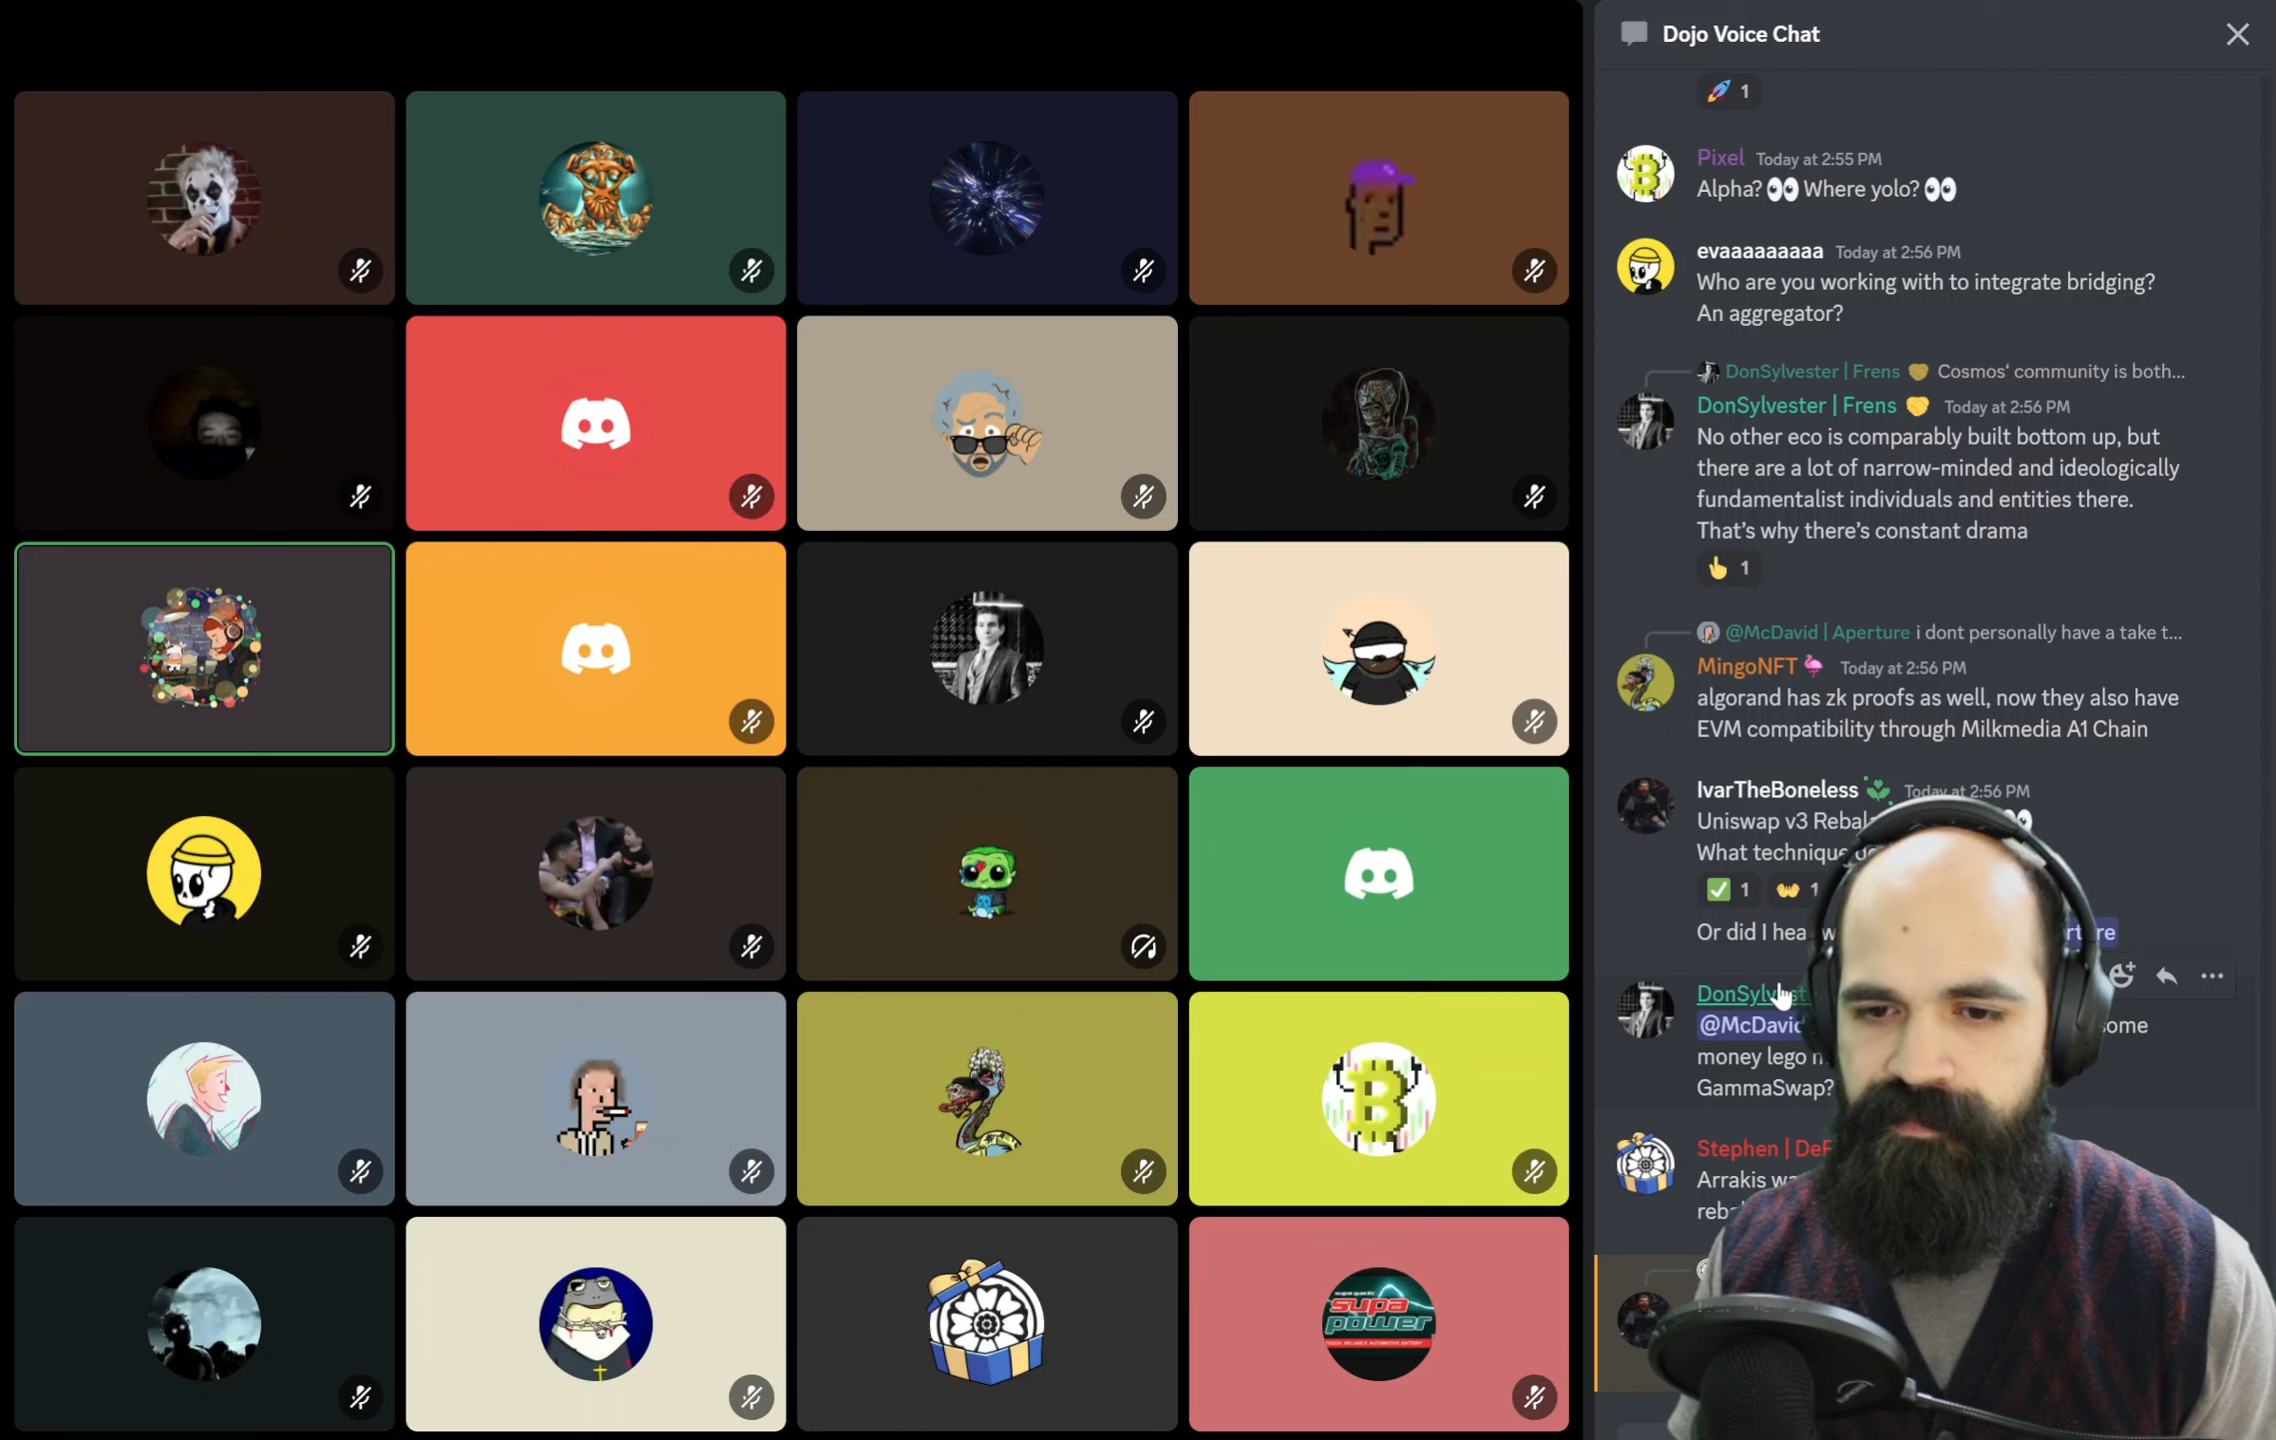 Dojo Voice Chat
1
Pixel Today at 2:55 PM
Alpha? 👀 Where yolo? 👀
evaaaaaaaaa Today at 2:56 PM
Who are you working with to integrate bridging?
An aggregator?
DonSylvester | Frens Cosmos‘ community is both...
DonSylvester | Frens Today at 2:56 PM
No other eco is comparably built bottom up, but
there are a lot of narrow-minded and ideologically
fundamentalist individuals and entities there.
That’s why there’s constant drama
1
@McDavid | Aperture i dont personally have a take t...
MingoNFT Today at 2:56 PM
algorand has zk proofs as well, now they also have
EVM compatibility through Milkmedia A1 Chain
IvarTheBoneless Today at 2:56 PM
Uniswap v3
What technique
1 1
Or did I
DonSylvest
@McDavid some
money lego
GammaSwap?
Stephen |
Arrakis
supa
power